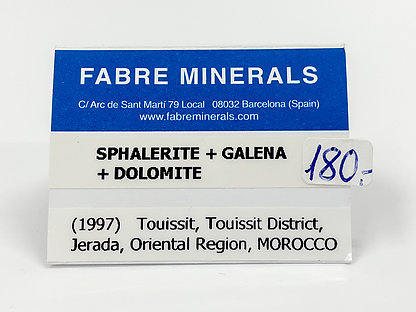 FABRE MINERALS
C/ Arc de Sant Martí 79 Local 08032 Barcelona (Spain)
www.fabreminerals.com
SPHALERITE + GALENA
+ DOLOMITE
180.-
(1997) Touissit, Touissit District,
Jerada, Oriental Region, MOROCCO